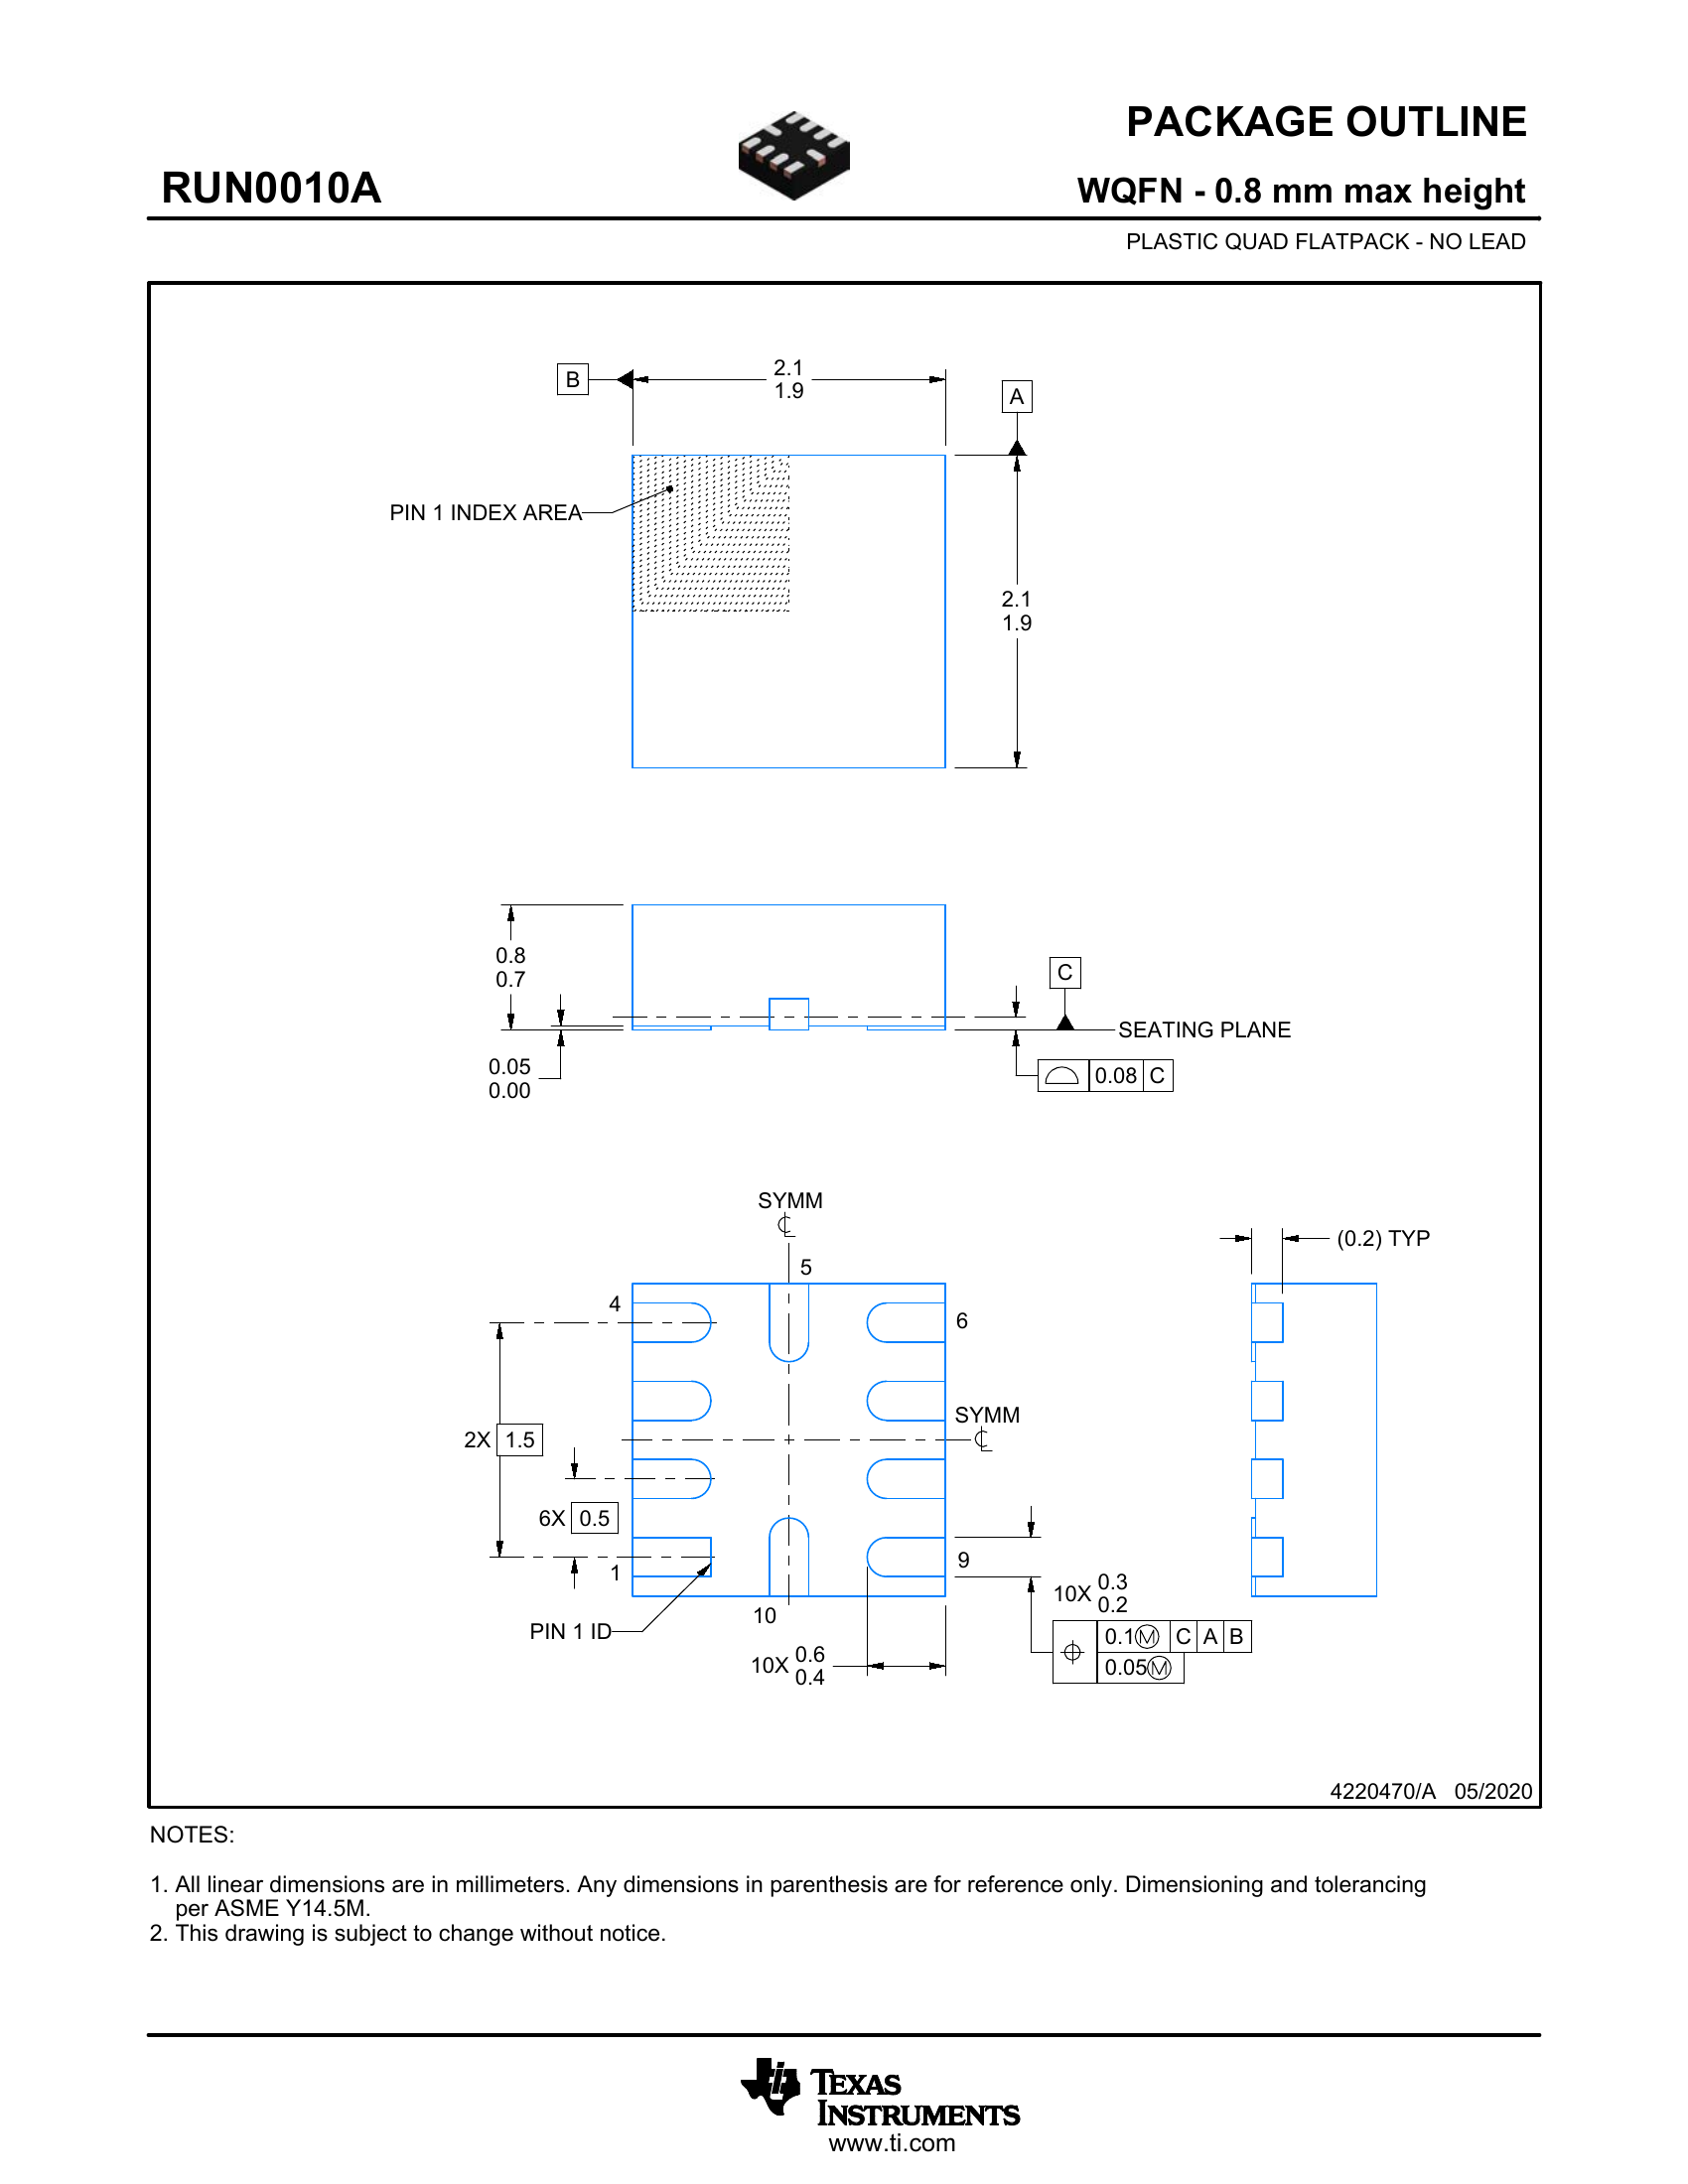 PACKAGE OUTLINE
RUN0010A
WQFN - 0.8 mm max height
PLASTIC QUAD FLATPACK - NO LEAD
B
2.1
1.9
A
PIN 1 INDEX AREA
2.1
1.9
0.8
0.7
C
SEATING PLANE
0.05
0.00
0.08 C
SYMM
(0.2) TYP
5
4
6
SYMM
2X 1.5
6X 0.5
1
9
10X 0.3
0.2
10
PIN 1 ID
0.1Ⓜ C A B
0.05Ⓜ
10X 0.6
0.4
4220470/A 05/2020
NOTES:
1. All linear dimensions are in millimeters. Any dimensions in parenthesis are for reference only. Dimensioning and tolerancing
per ASME Y14.5M.
2. This drawing is subject to change without notice.
TEXAS
INSTRUMENTS
www.ti.com